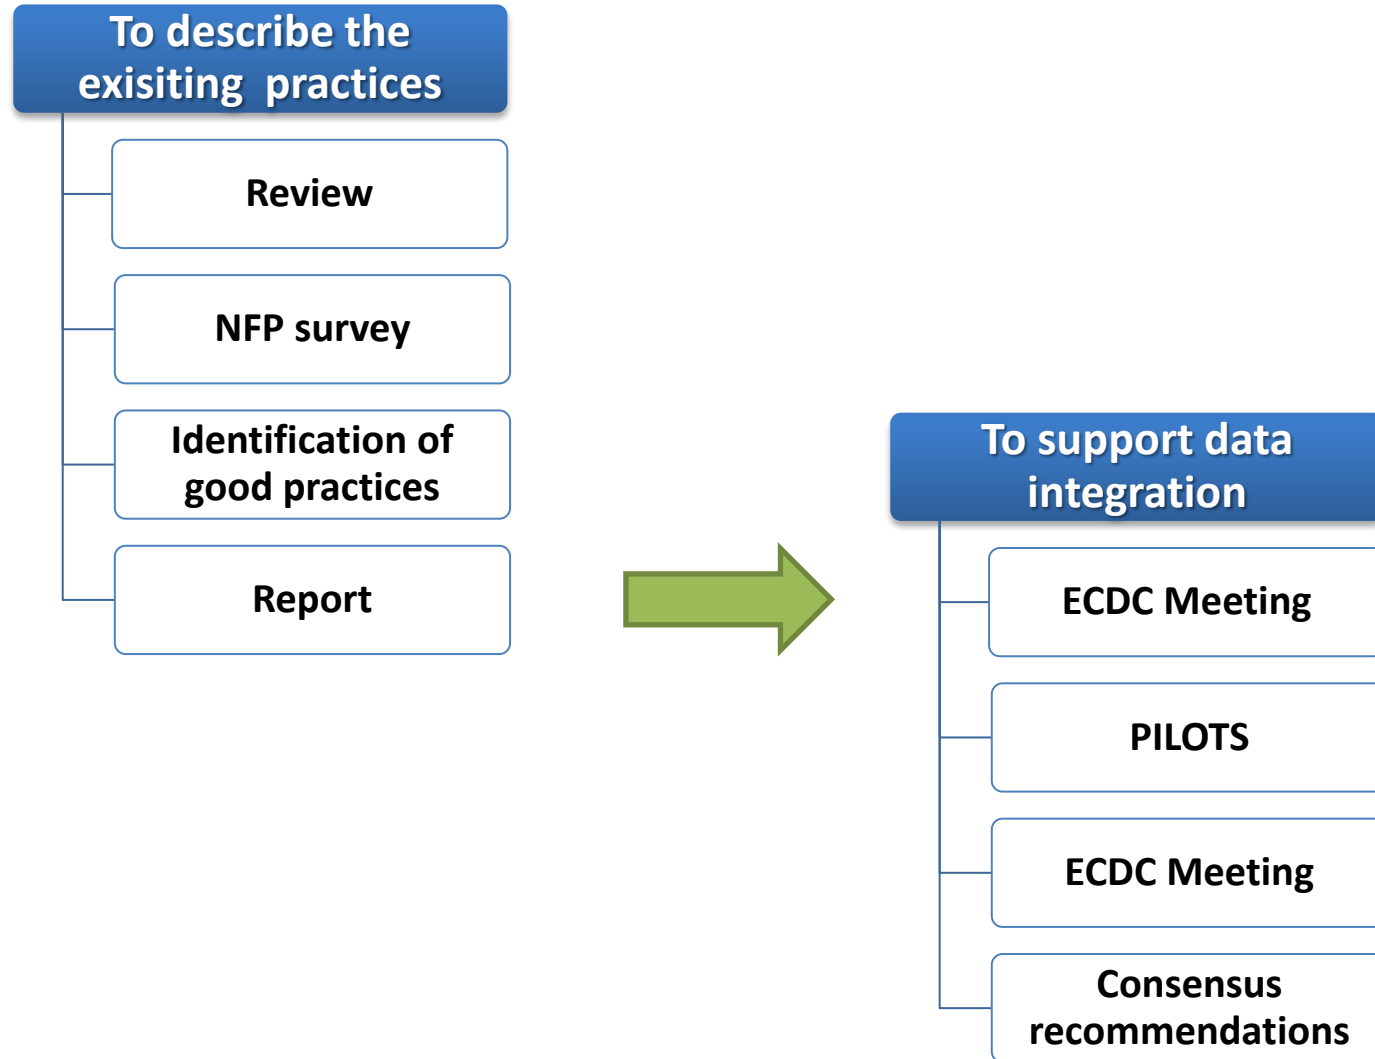 To describe the
exisiting practices
Review
NFP survey
Identification of
good practices
Report
To support data
integration
ECDC Meeting
PILOTS
ECDC Meeting
Consensus
recommendations